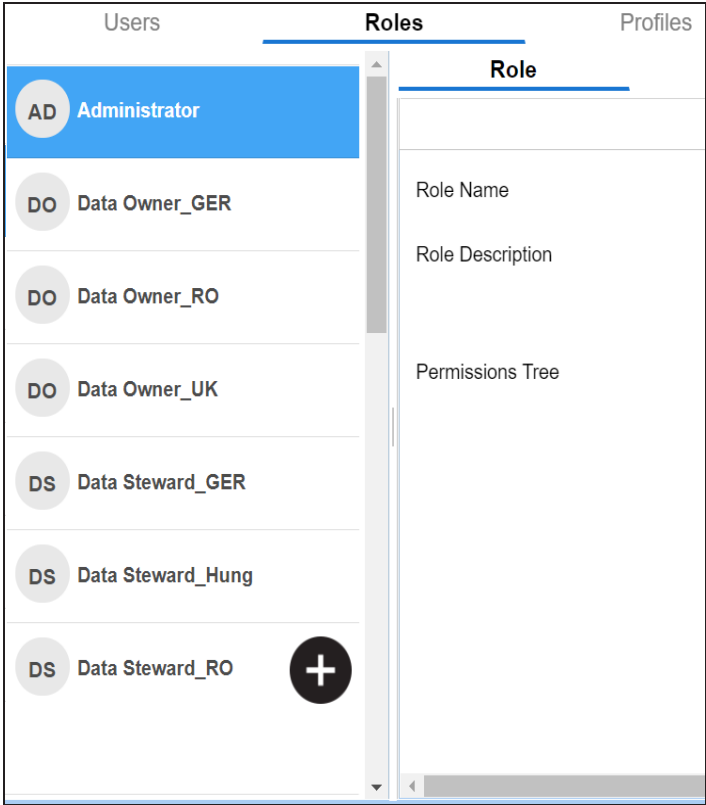 Users Roles Profiles
Role
AD Administrator
DO Data Owner_GER
DO Data Owner_RO
DO Data Owner_UK
DS Data Steward_GER
DS Data Steward_Hung
DS Data Steward_RO
Role Name
Role Description
Permissions Tree